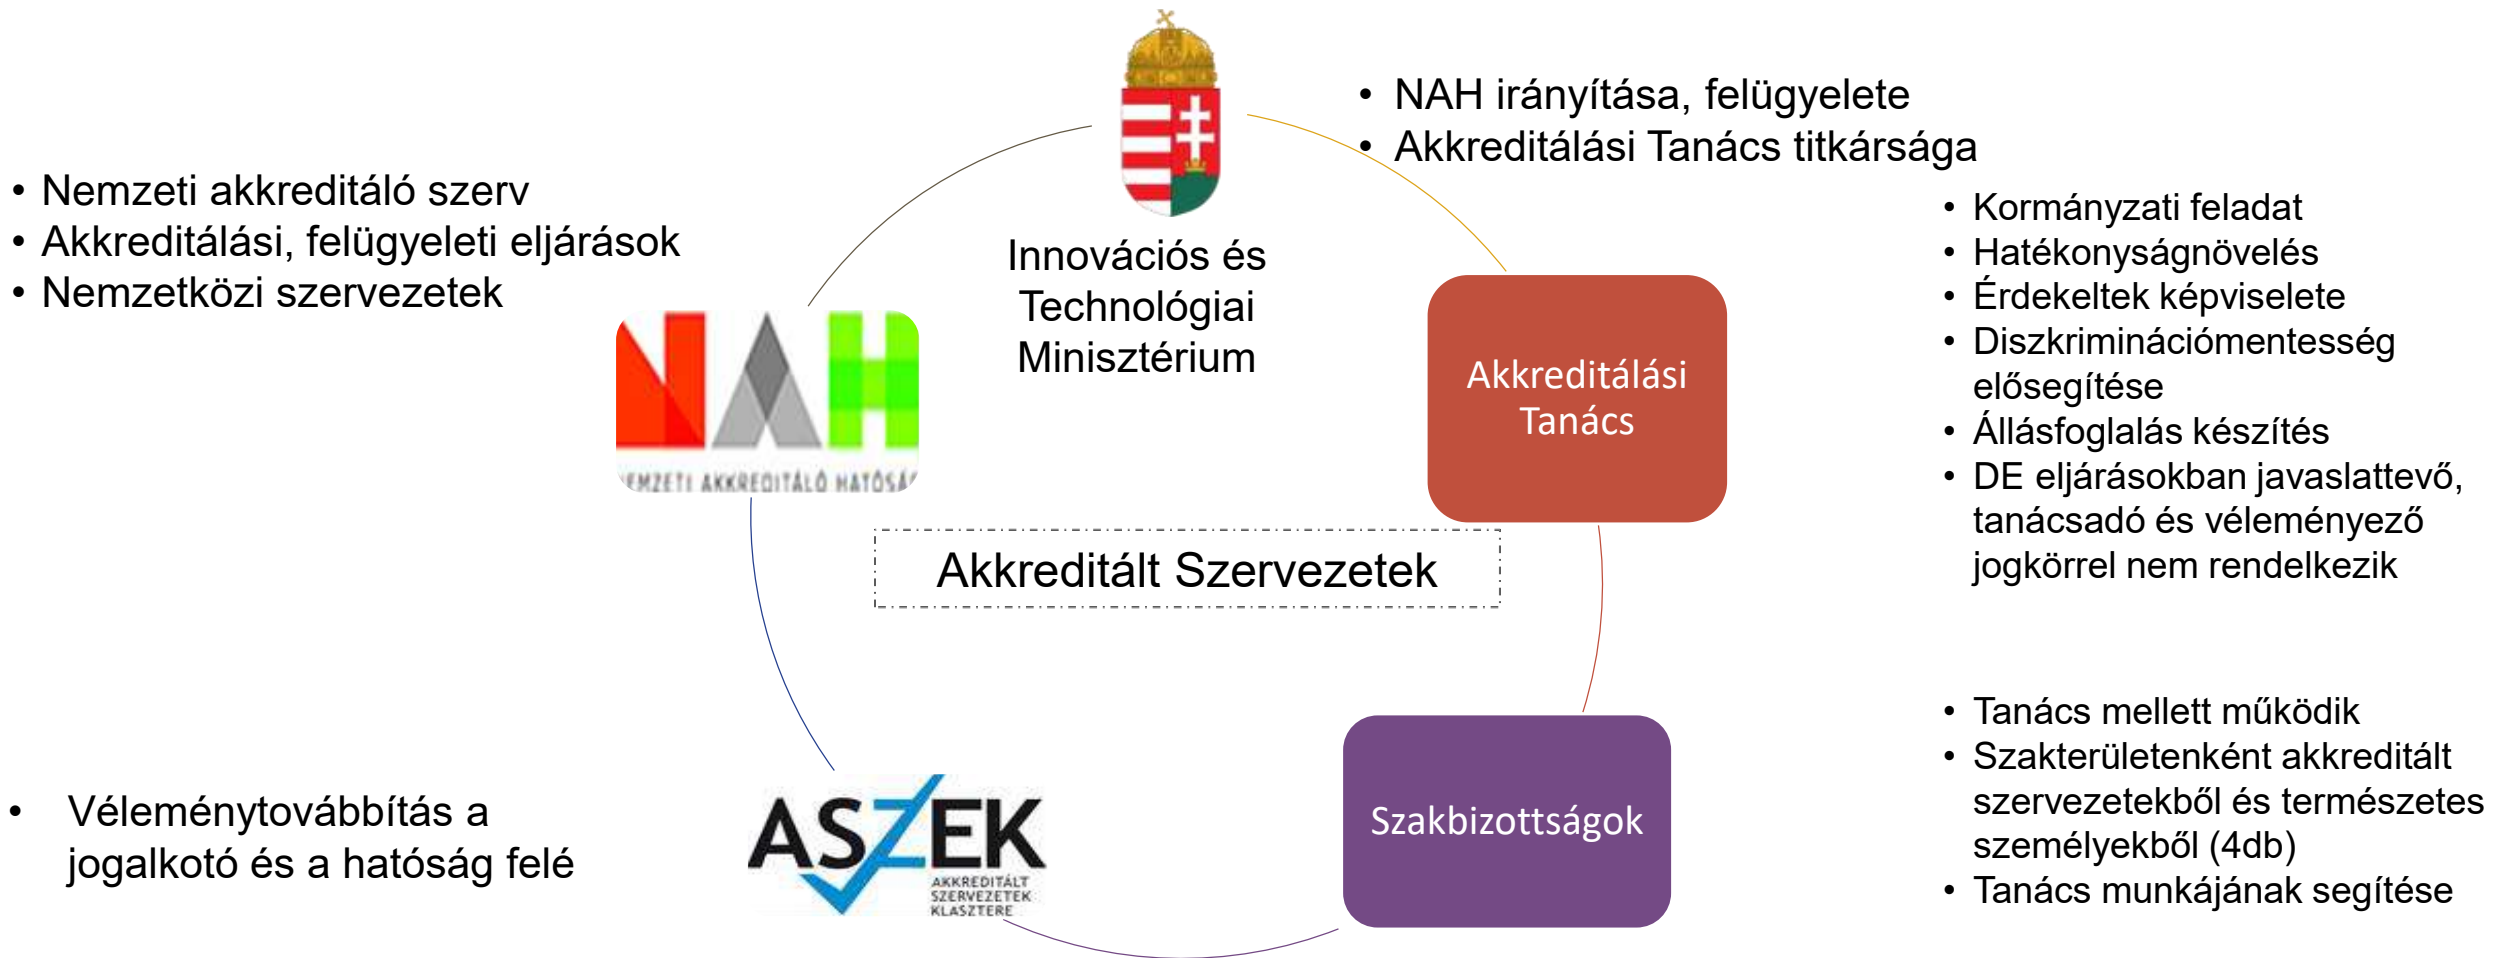 • NAH irányítása, felügyelete
• Akkreditálási Tanács titkársága
• Nemzeti akkreditáló szerv
• Akkreditálási, felügyeleti eljárások
• Nemzetközi szervezetek
Innovációs és
Technológiai
Minisztérium
NAH
NEMZETI AKKREDITÁLÓ HATÓSÁG
Akkreditálási
Tanács
• Kormányzati feladat
• Hatékonyságnövelés
• Érdekeltek képviselete
• Diszkriminációmentesség
elősegítése
• Állásfoglalás készítés
• DE eljárásokban javaslattevő,
tanácsadó és véleményező
jogkörrel nem rendelkezik
Akkreditált Szervezetek
• Véleménytovábbítás a
jogalkotó és a hatóság felé
ASZEK
AKKREDITÁLT
SZERVEZETEK
KLASZTERE
Szakbizottságok
• Tanács mellett működik
• Szakterületenként akkreditált
szervezetekből és természetes
személyekből (4db)
• Tanács munkájának segítése